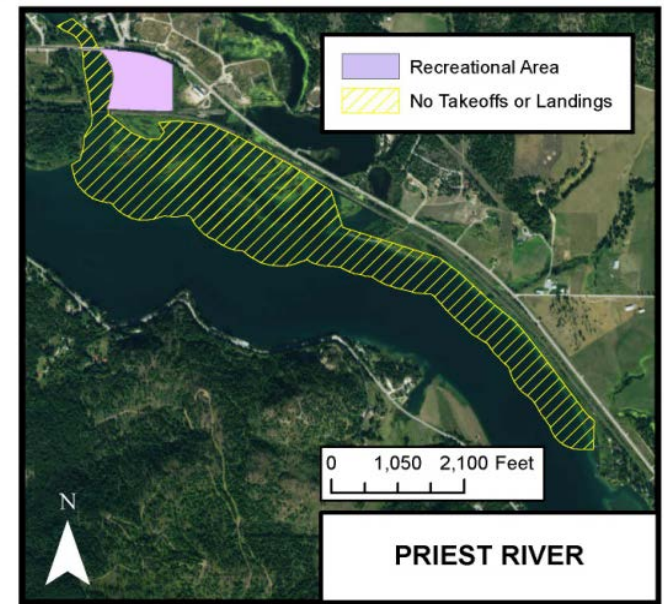 Recreational Area
No Takeoffs or Landings
0 1,050 2,100 Feet
N
PRIEST RIVER